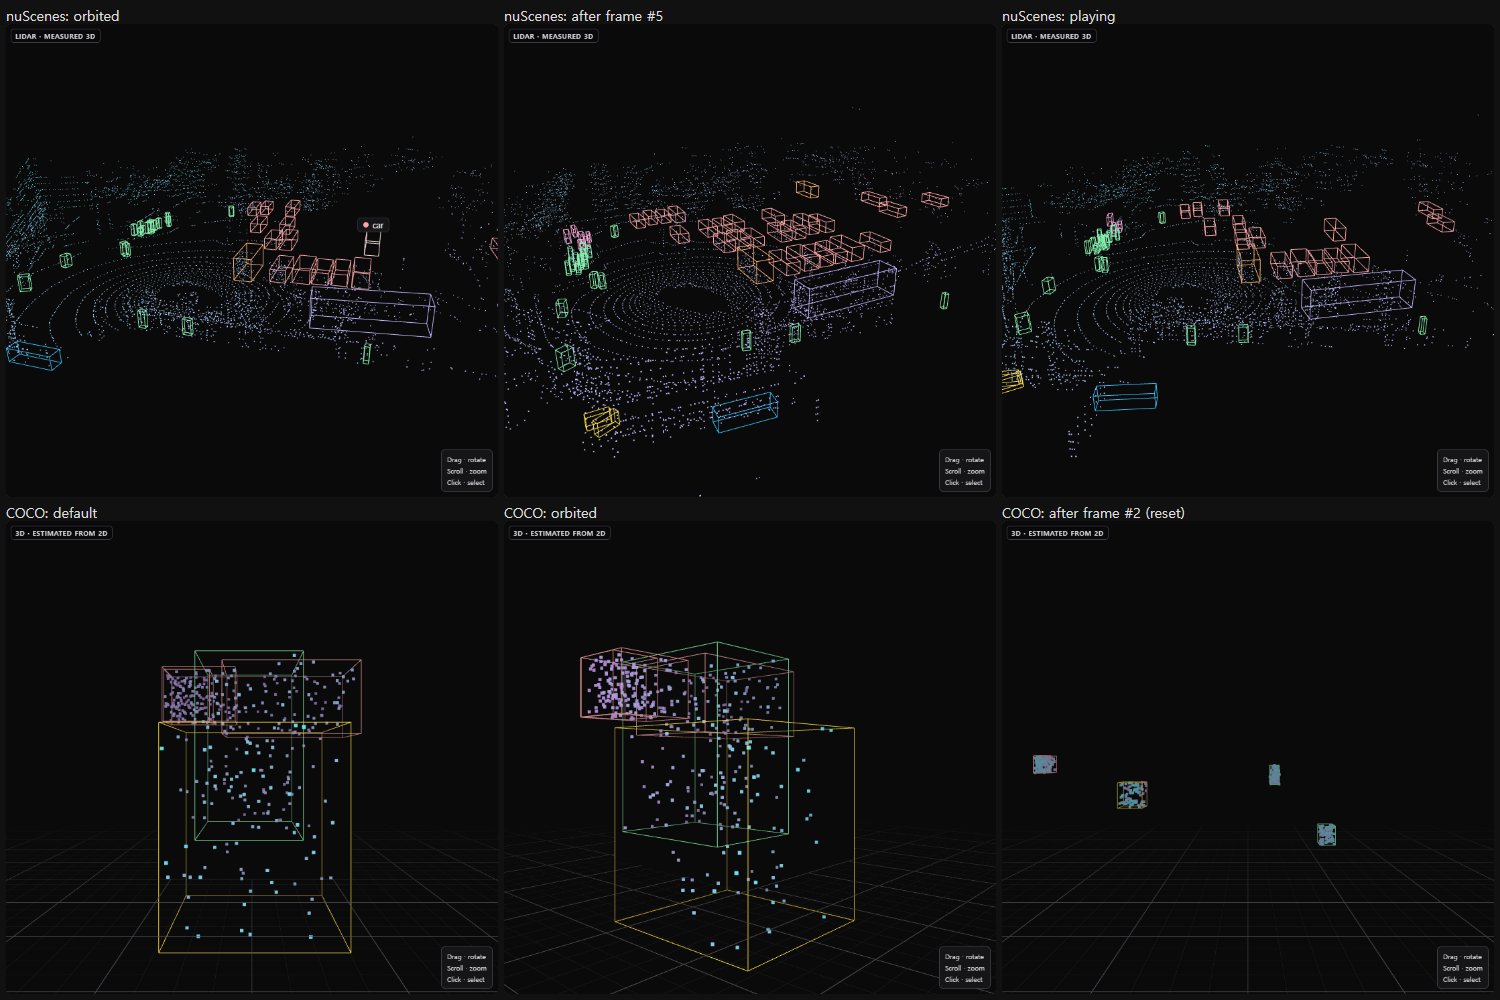 nuScenes: orbited
nuScenes: after frame #5
nuScenes: playing
LIDAR · MEASURED 3D
LIDAR · MEASURED 3D
LIDAR · MEASURED 3D
car
Drag · rotate
Scroll · zoom
Click · select
Drag · rotate
Scroll · zoom
Click · select
Drag · rotate
Scroll · zoom
Click · select
COCO: default
COCO: orbited
COCO: after frame #2 (reset)
3D · ESTIMATED FROM 2D
3D · ESTIMATED FROM 2D
3D · ESTIMATED FROM 2D
Drag · rotate
Scroll · zoom
Click · select
Drag · rotate
Scroll · zoom
Click · select
Drag · rotate
Scroll · zoom
Click · select